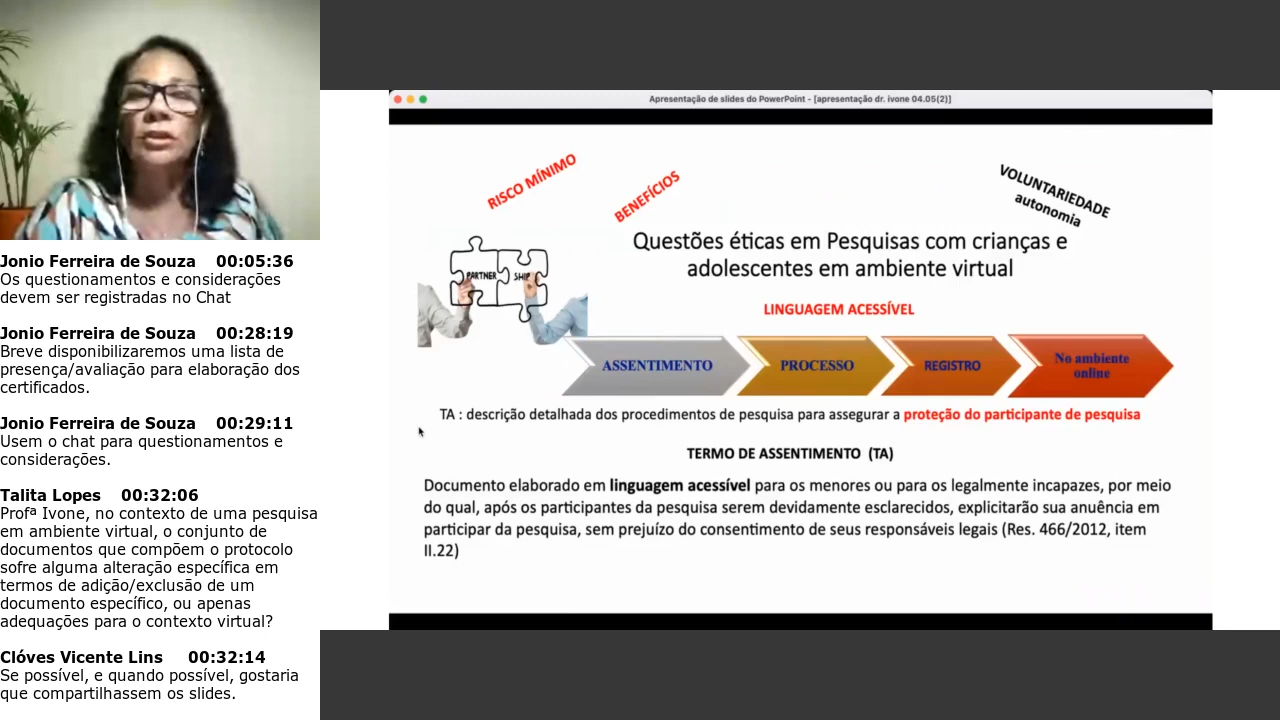 Jonio Ferreira de Souza 00:05:36
Os questionamentos e considerações
devem ser registradas no Chat
Jonio Ferreira de Souza 00:28:19
Breve disponibilizaremos uma lista de
presença/avaliação para elaboração dos
certificados.
Jonio Ferreira de Souza 00:29:11
Usem o chat para questionamentos e
considerações.
Talita Lopes 00:32:06
Profª Ivone, no contexto de uma pesquisa
em ambiente virtual, o conjunto de
documentos que compõem o protocolo
sofre alguma alteração específica em
termos de adição/exclusão de um
documento específico, ou apenas
adequações para o contexto virtual?
Clóves Vicente Lins 00:32:14
Se possível, e quando possível, gostaria
que compartilhassem os slides.
Apresentação de slides do PowerPoint - [apresentação dr. ivone 04.05(2)]
RISCO MÍNIMO
BENEFÍCIOS
VOLUNTARIEDADE
autonomia
PARTNER SHIP
Questões éticas em Pesquisas com crianças e
adolescentes em ambiente virtual
LINGUAGEM ACESSÍVEL
ASSENTIMENTO
PROCESSO
REGISTRO
No ambiente
online
TA : descrição detalhada dos procedimentos de pesquisa para assegurar a proteção do participante de pesquisa
TERMO DE ASSENTIMENTO (TA)
Documento elaborado em linguagem acessível para os menores ou para os legalmente incapazes, por meio
do qual, após os participantes da pesquisa serem devidamente esclarecidos, explicitarão sua anuência em
participar da pesquisa, sem prejuízo do consentimento de seus responsáveis legais (Res. 466/2012, item
II.22)